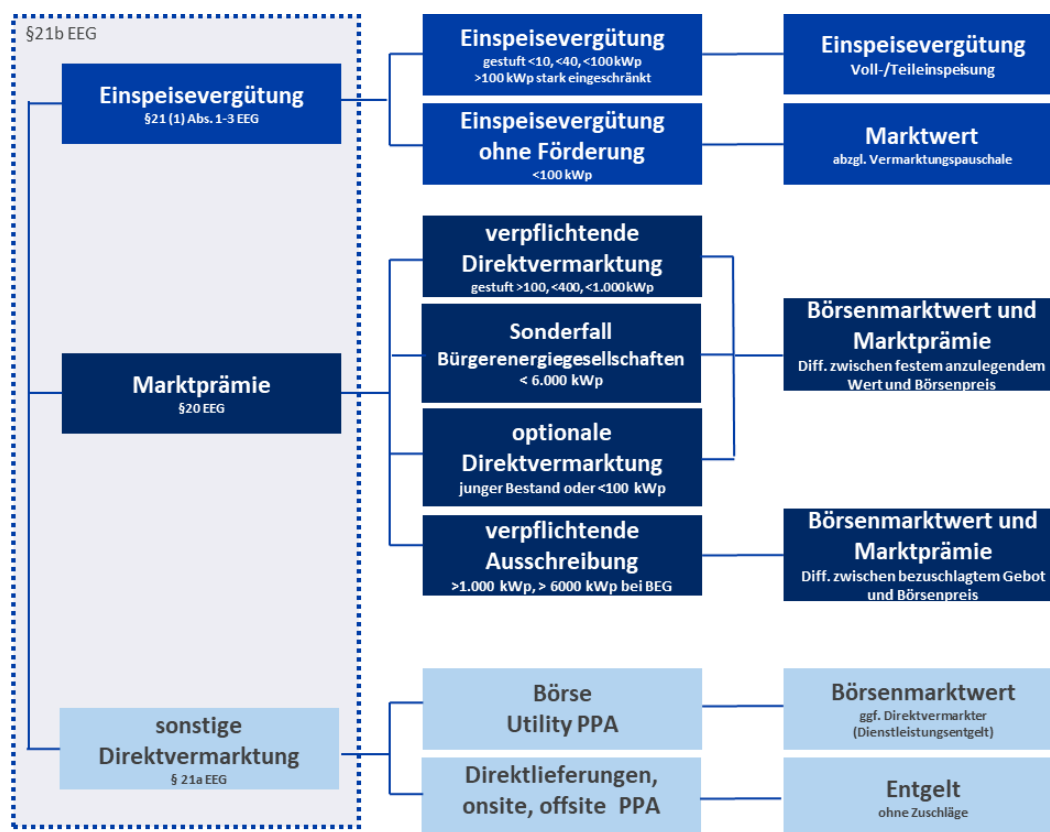 §21b EEG
Einspeisevergütung
§21 (1) Abs. 1-3 EEG
Einspeisevergütung
gestuft <10, <40, <100kWp
>100 kWp stark eingeschränkt
Einspeisevergütung
Voll-/Teileinspeisung
Einspeisevergütung
ohne Förderung
<100 kWp
Marktwert
abzgl. Vermarktungspauschale
Marktprämie
§20 EEG
verpflichtende
Direktvermarktung
gestuft >100, <400, <1.000kWp
Sonderfall
Bürgerenergiegesellschaften
< 6.000 kWp
optionale
Direktvermarktung
junger Bestand oder <100 kWp
Börsenmarktwert und
Marktprämie
Diff. zwischen festem anzulegendem
Wert und Börsenpreis
verpflichtende
Ausschreibung
>1.000 kWp, > 6000 kWp bei BEG
Börsenmarktwert und
Marktprämie
Diff. zwischen bezuschlagtem Gebot
und Börsenpreis
sonstige
Direktvermarktung
§ 21a EEG
Börse
Utility PPA
Börsenmarktwert
ggf. Direktvermarkter
(Dienstleistungsentgelt)
Direktlieferungen,
onsite, offsite PPA
Entgelt
ohne Zuschläge